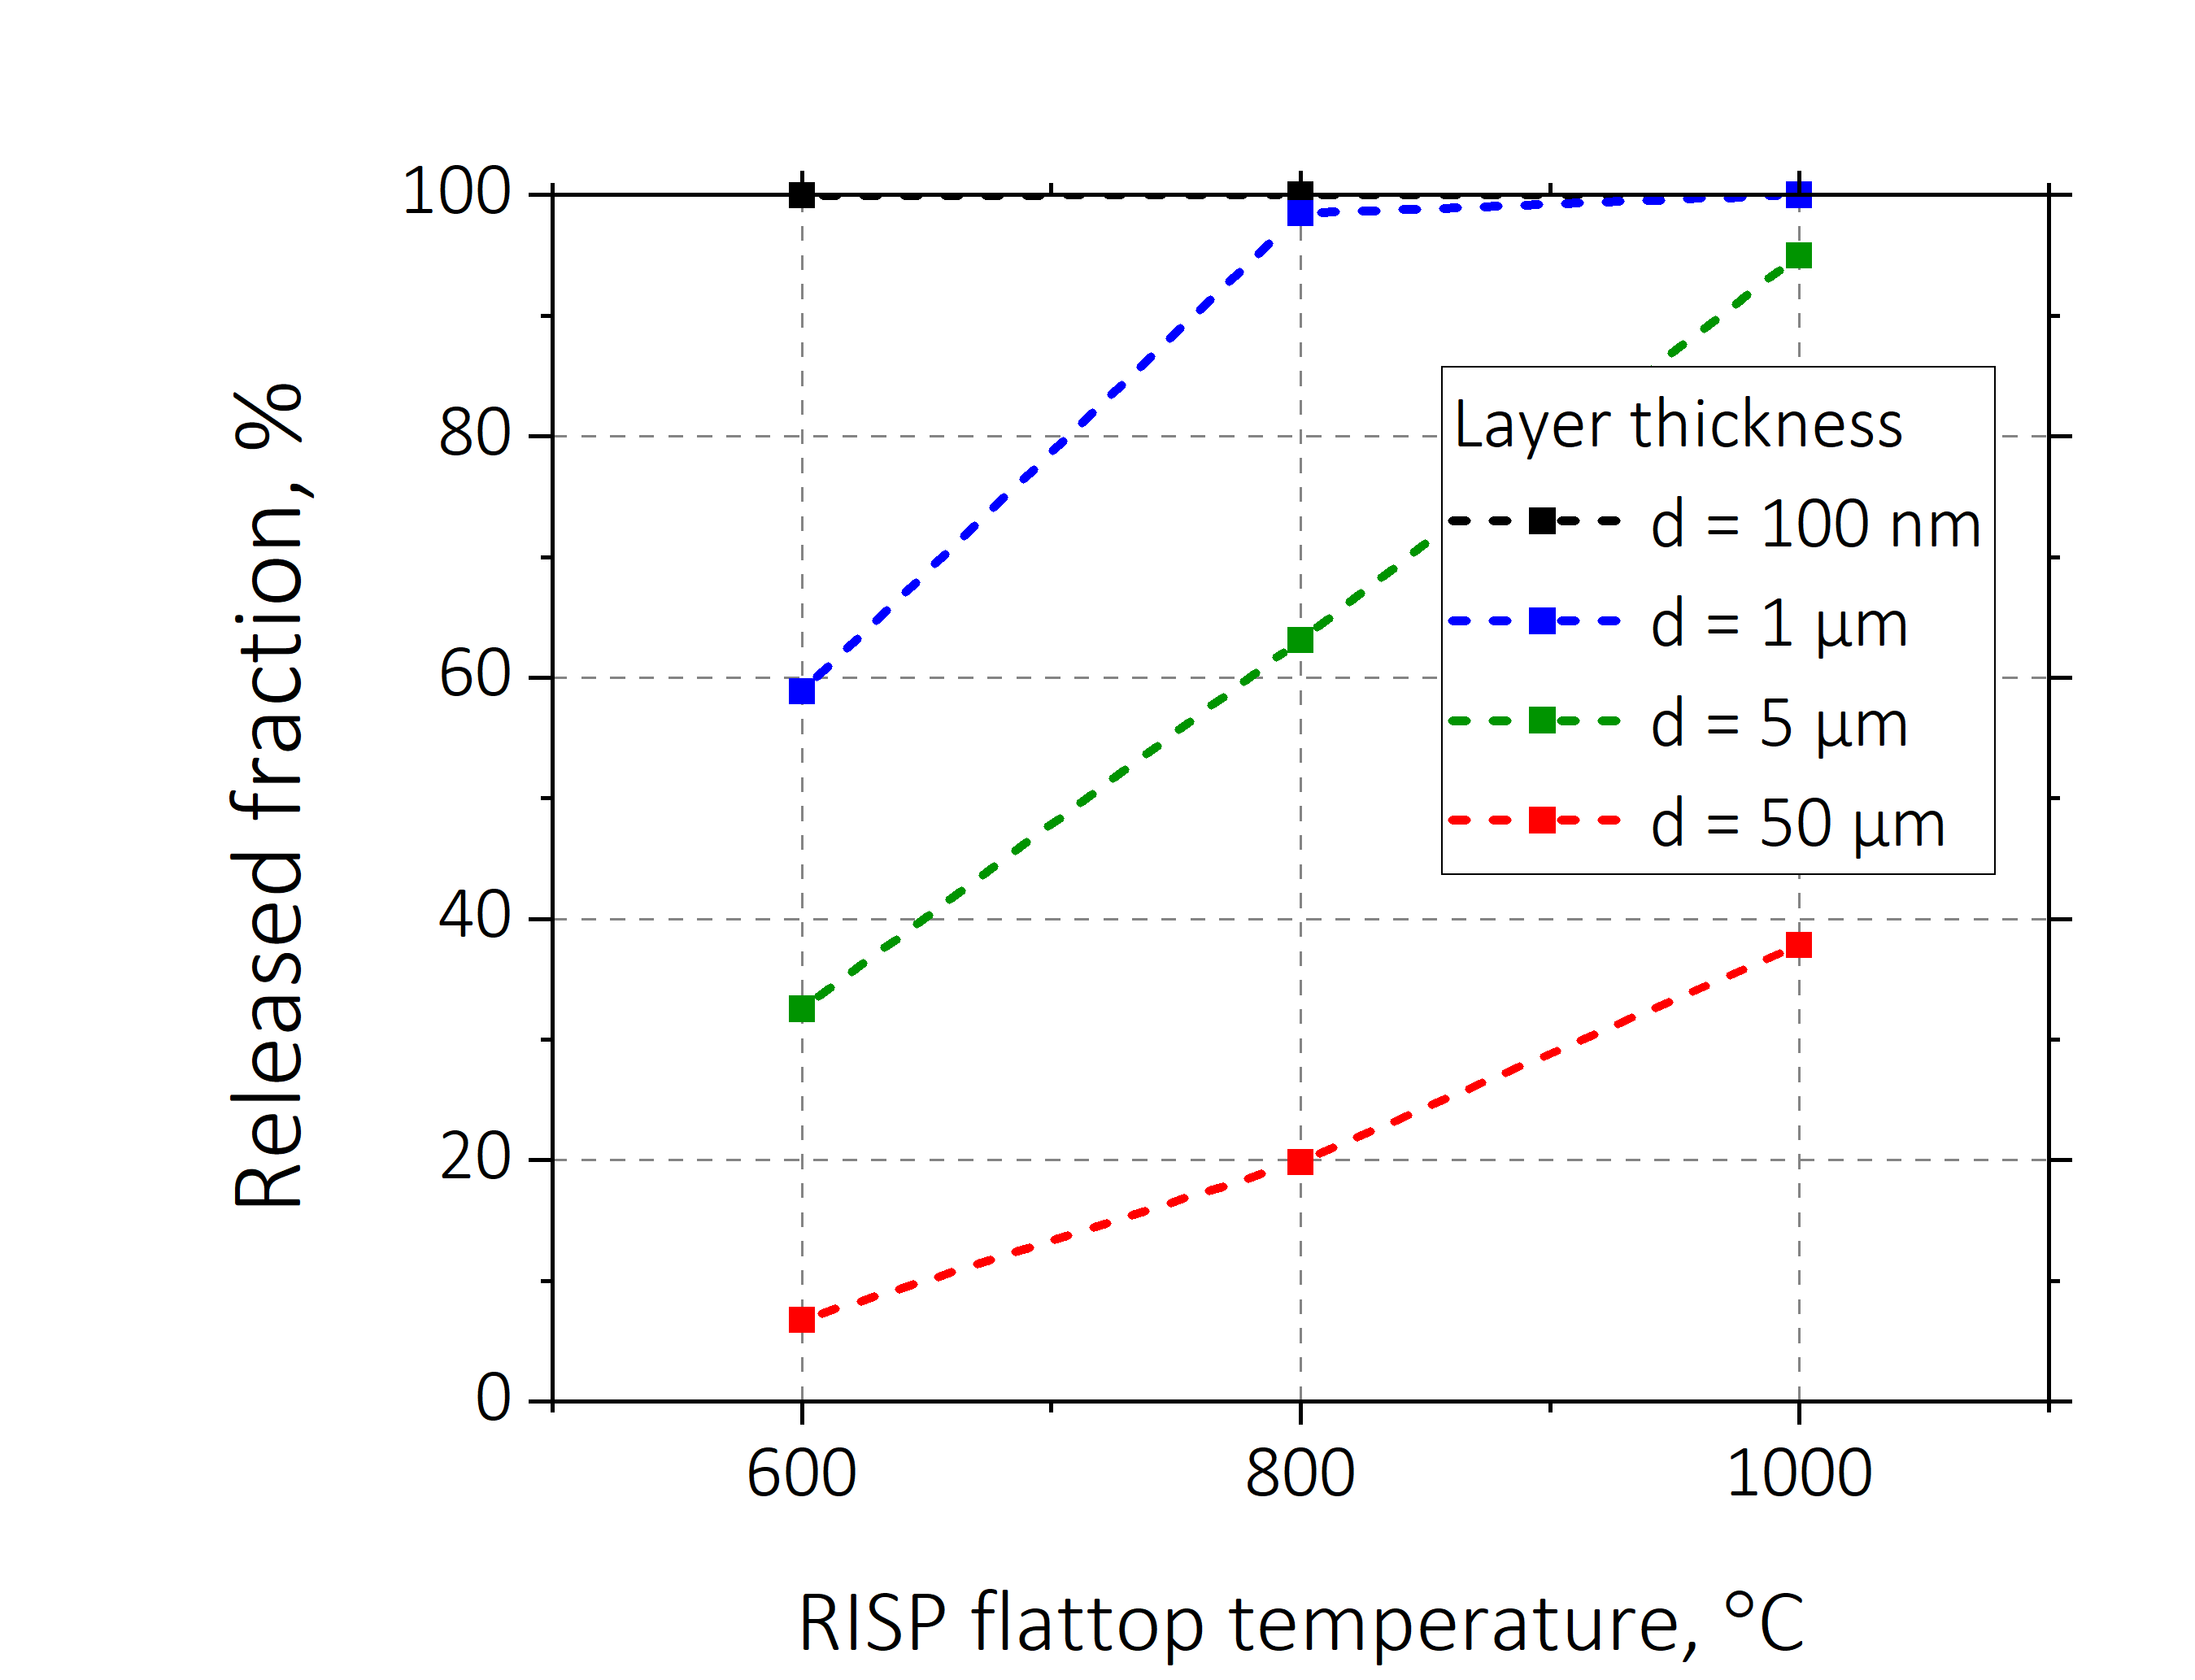 100
80
60
40
20
0
Released fraction, %
Layer thickness
d = 100 nm
d = 1 µm
d = 5 µm
d = 50 µm
600 800 1000
RISP flattop temperature, °C